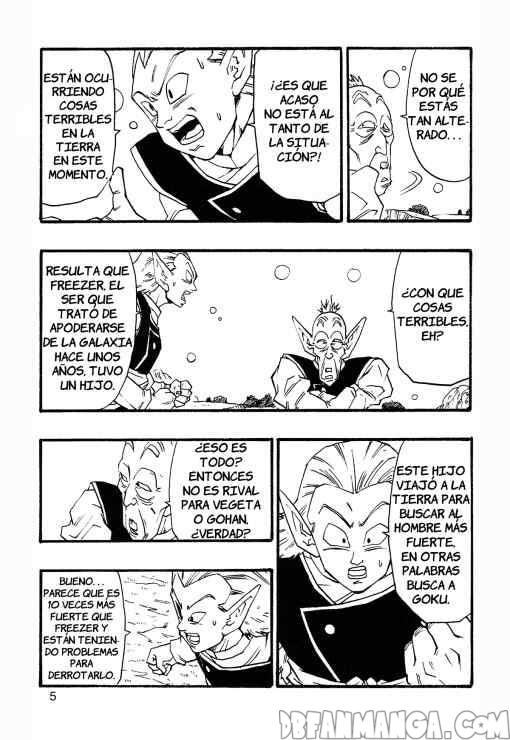 NO SE
POR QUÉ
ESTÁS
TAN ALTE-
RADO...
¡¿ES QUE
ACASO
NO ESTÁ AL
TANTO DE
LA SITUA-
CIÓN?!
ESTÁN OCU-
RRIENDO
COSAS
TERRIBLES
EN LA
TIERRA
EN ESTE
MOMENTO.
¿CON QUE
COSAS
TERRIBLES,
EH?
RESULTA QUE
FREEZER, EL
SER QUE
TRATÓ DE
APODERARSE
DE LA GALAXIA
HACE UNOS
AÑOS, TUVO
UN HIJO.
ESTE HIJO
VIAJÓ A LA
TIERRA PARA
BUSCAR AL
HOMBRE MÁS
FUERTE,
EN OTRAS
PALABRAS
BUSCA A
GOKU.
¿ESO ES
TODO?
ENTONCES
NO ES RIVAL
PARA VEGETA
O GOHAN.
¿VERDAD?
BUENO...
PARECE QUE ES
10 VECES MÁS
FUERTE QUE
FREEZER Y
ESTÁN TENIEN-
DO PROBLEMAS
PARA
DERROTARLO.
5
DBFANMANGA.COM